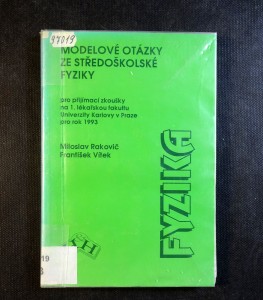 97019
MODELOVÉ OTÁZKY
ZE STŘEDOŠKOLSKÉ
FYZIKY
pro přijímací zkoušky
na 1. lékařskou fakultu
Univerzity Karlovy v Praze
pro rok 1993
Miloslav Rakovič
František Vítek
FYZIKA
19